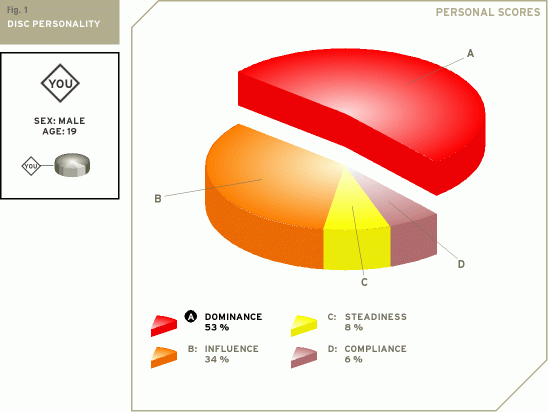 Fig. 1
DISC PERSONALITY
PERSONAL SCORES
YOU
SEX: MALE
AGE: 19
YOU
A
B
C
D
A DOMINANCE
53 %
B: INFLUENCE
34 %
C: STEADINESS
8 %
D: COMPLIANCE
6 %